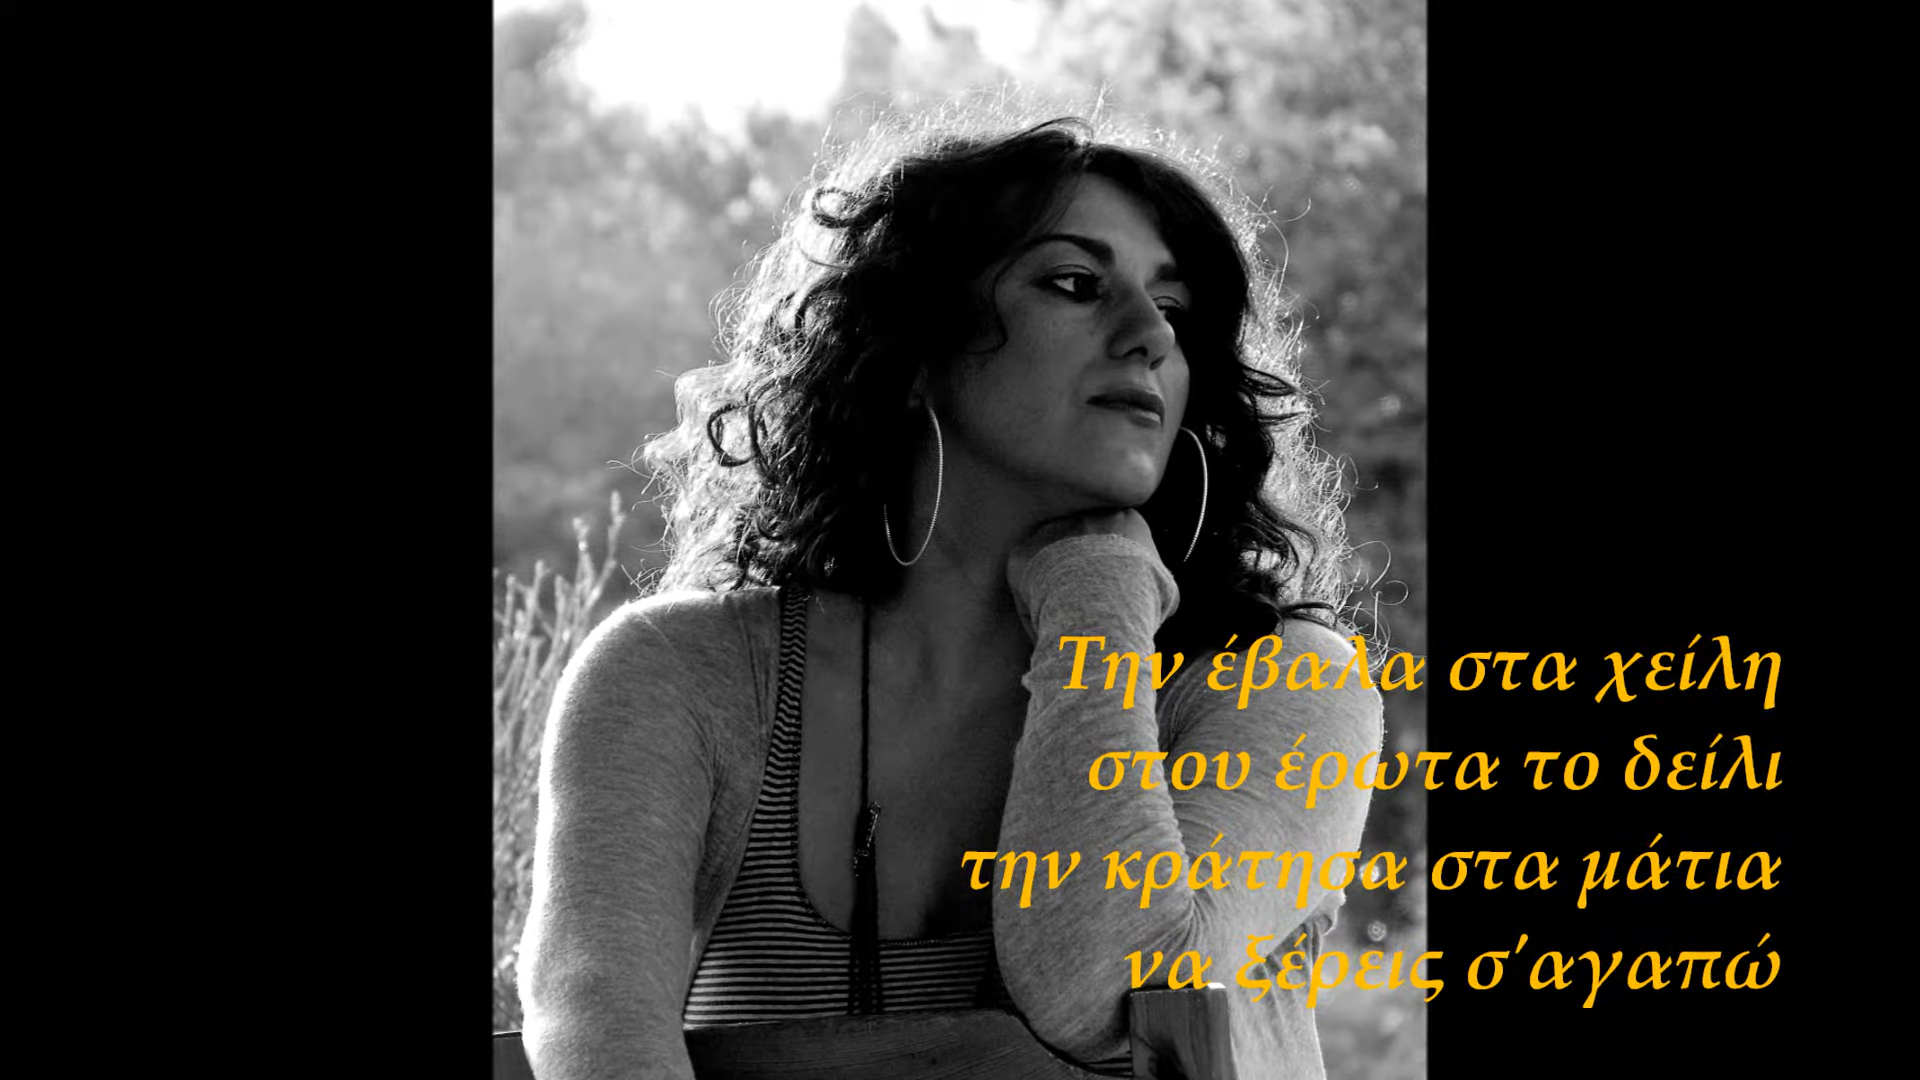 Την έβαλα στα χείλη
στου έρωτα το δείλι
την κράτησα στα μάτια
να ξέρεις σ'αγαπώ